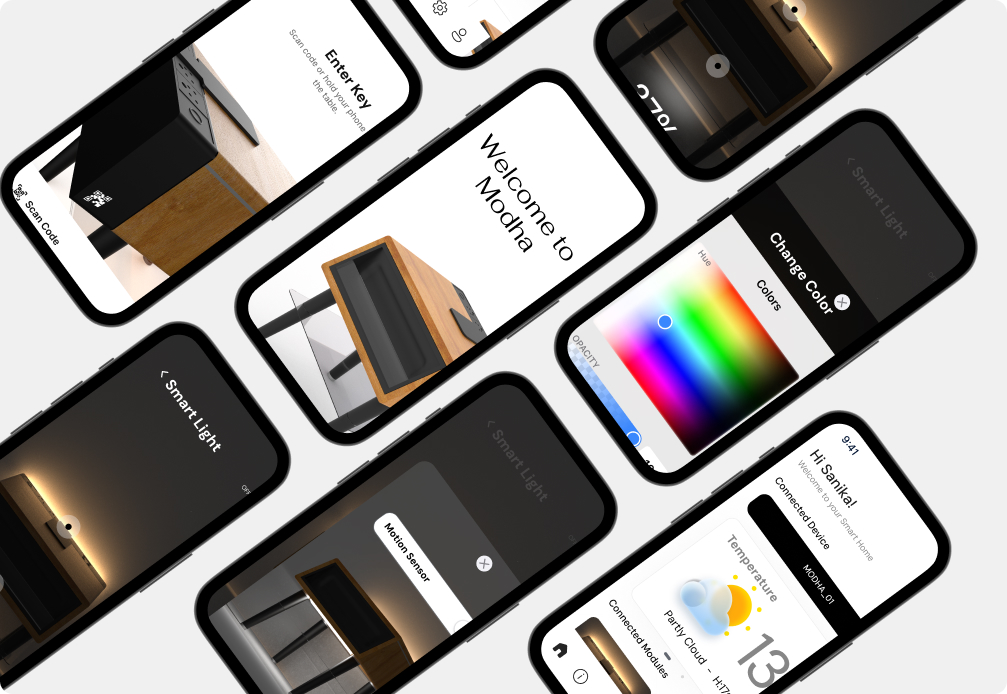 Enter Key
Scan code or hold your phone
the table.
Scan Code
Welcome to
Modha
97%
Smart Light
OFF
Change Color
Colors
Hue
OPACITY
Smart Light
OFF
Smart Light
Motion Sensor
9:41
Hi Sanika!
Welcome to your Smart Home
Connected Device
MODHA_01
Temperature
13
Partly Cloud -
Connected Modules